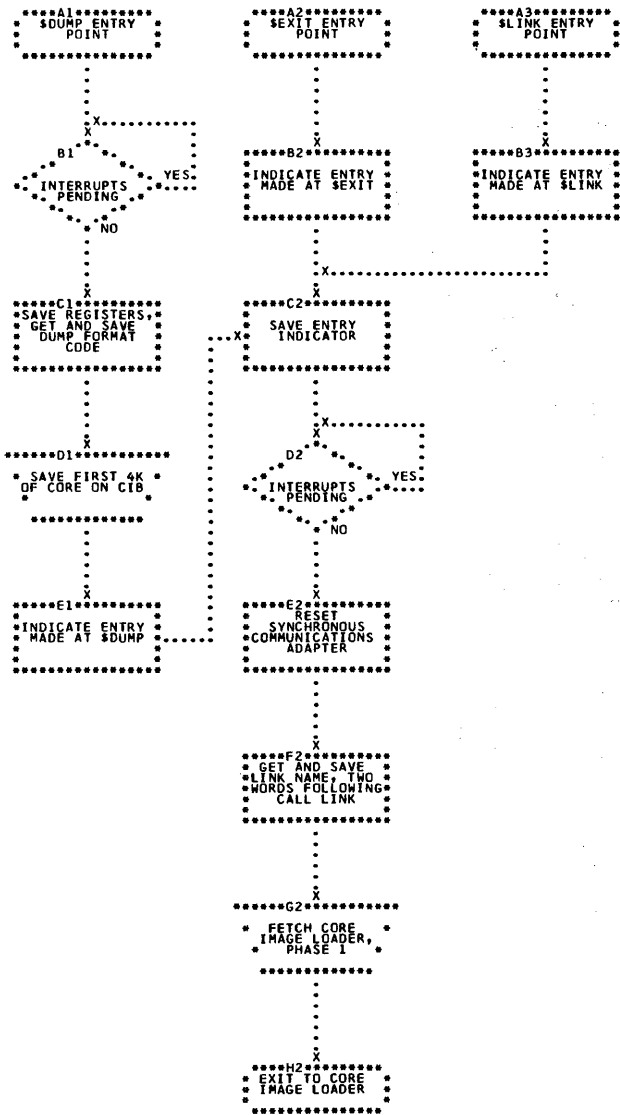 A1
$DUMP ENTRY
POINT
A2
$EXIT ENTRY
POINT
A3
$LINK ENTRY
POINT
X
X
B1
INTERRUPTS
PENDING
YES
NO
X
B2
INDICATE ENTRY
MADE AT $EXIT
X
B3
INDICATE ENTRY
MADE AT $LINK
X
X
C1
SAVE REGISTERS,
GET AND SAVE
DUMP FORMAT
CODE
X
C2
SAVE ENTRY
INDICATOR
X
X
D1
SAVE FIRST 4K
OF CORE ON CIB
X
X
D2
INTERRUPTS
PENDING
YES
NO
X
E1
INDICATE ENTRY
MADE AT $DUMP
X
E2
RESET
SYNCHRONOUS
COMMUNICATIONS
ADAPTER
X
F2
GET AND SAVE
LINK NAME, TWO
WORDS FOLLOWING
CALL LINK
X
G2
FETCH CORE
IMAGE LOADER,
PHASE 1
X
H2
EXIT TO CORE
IMAGE LOADER